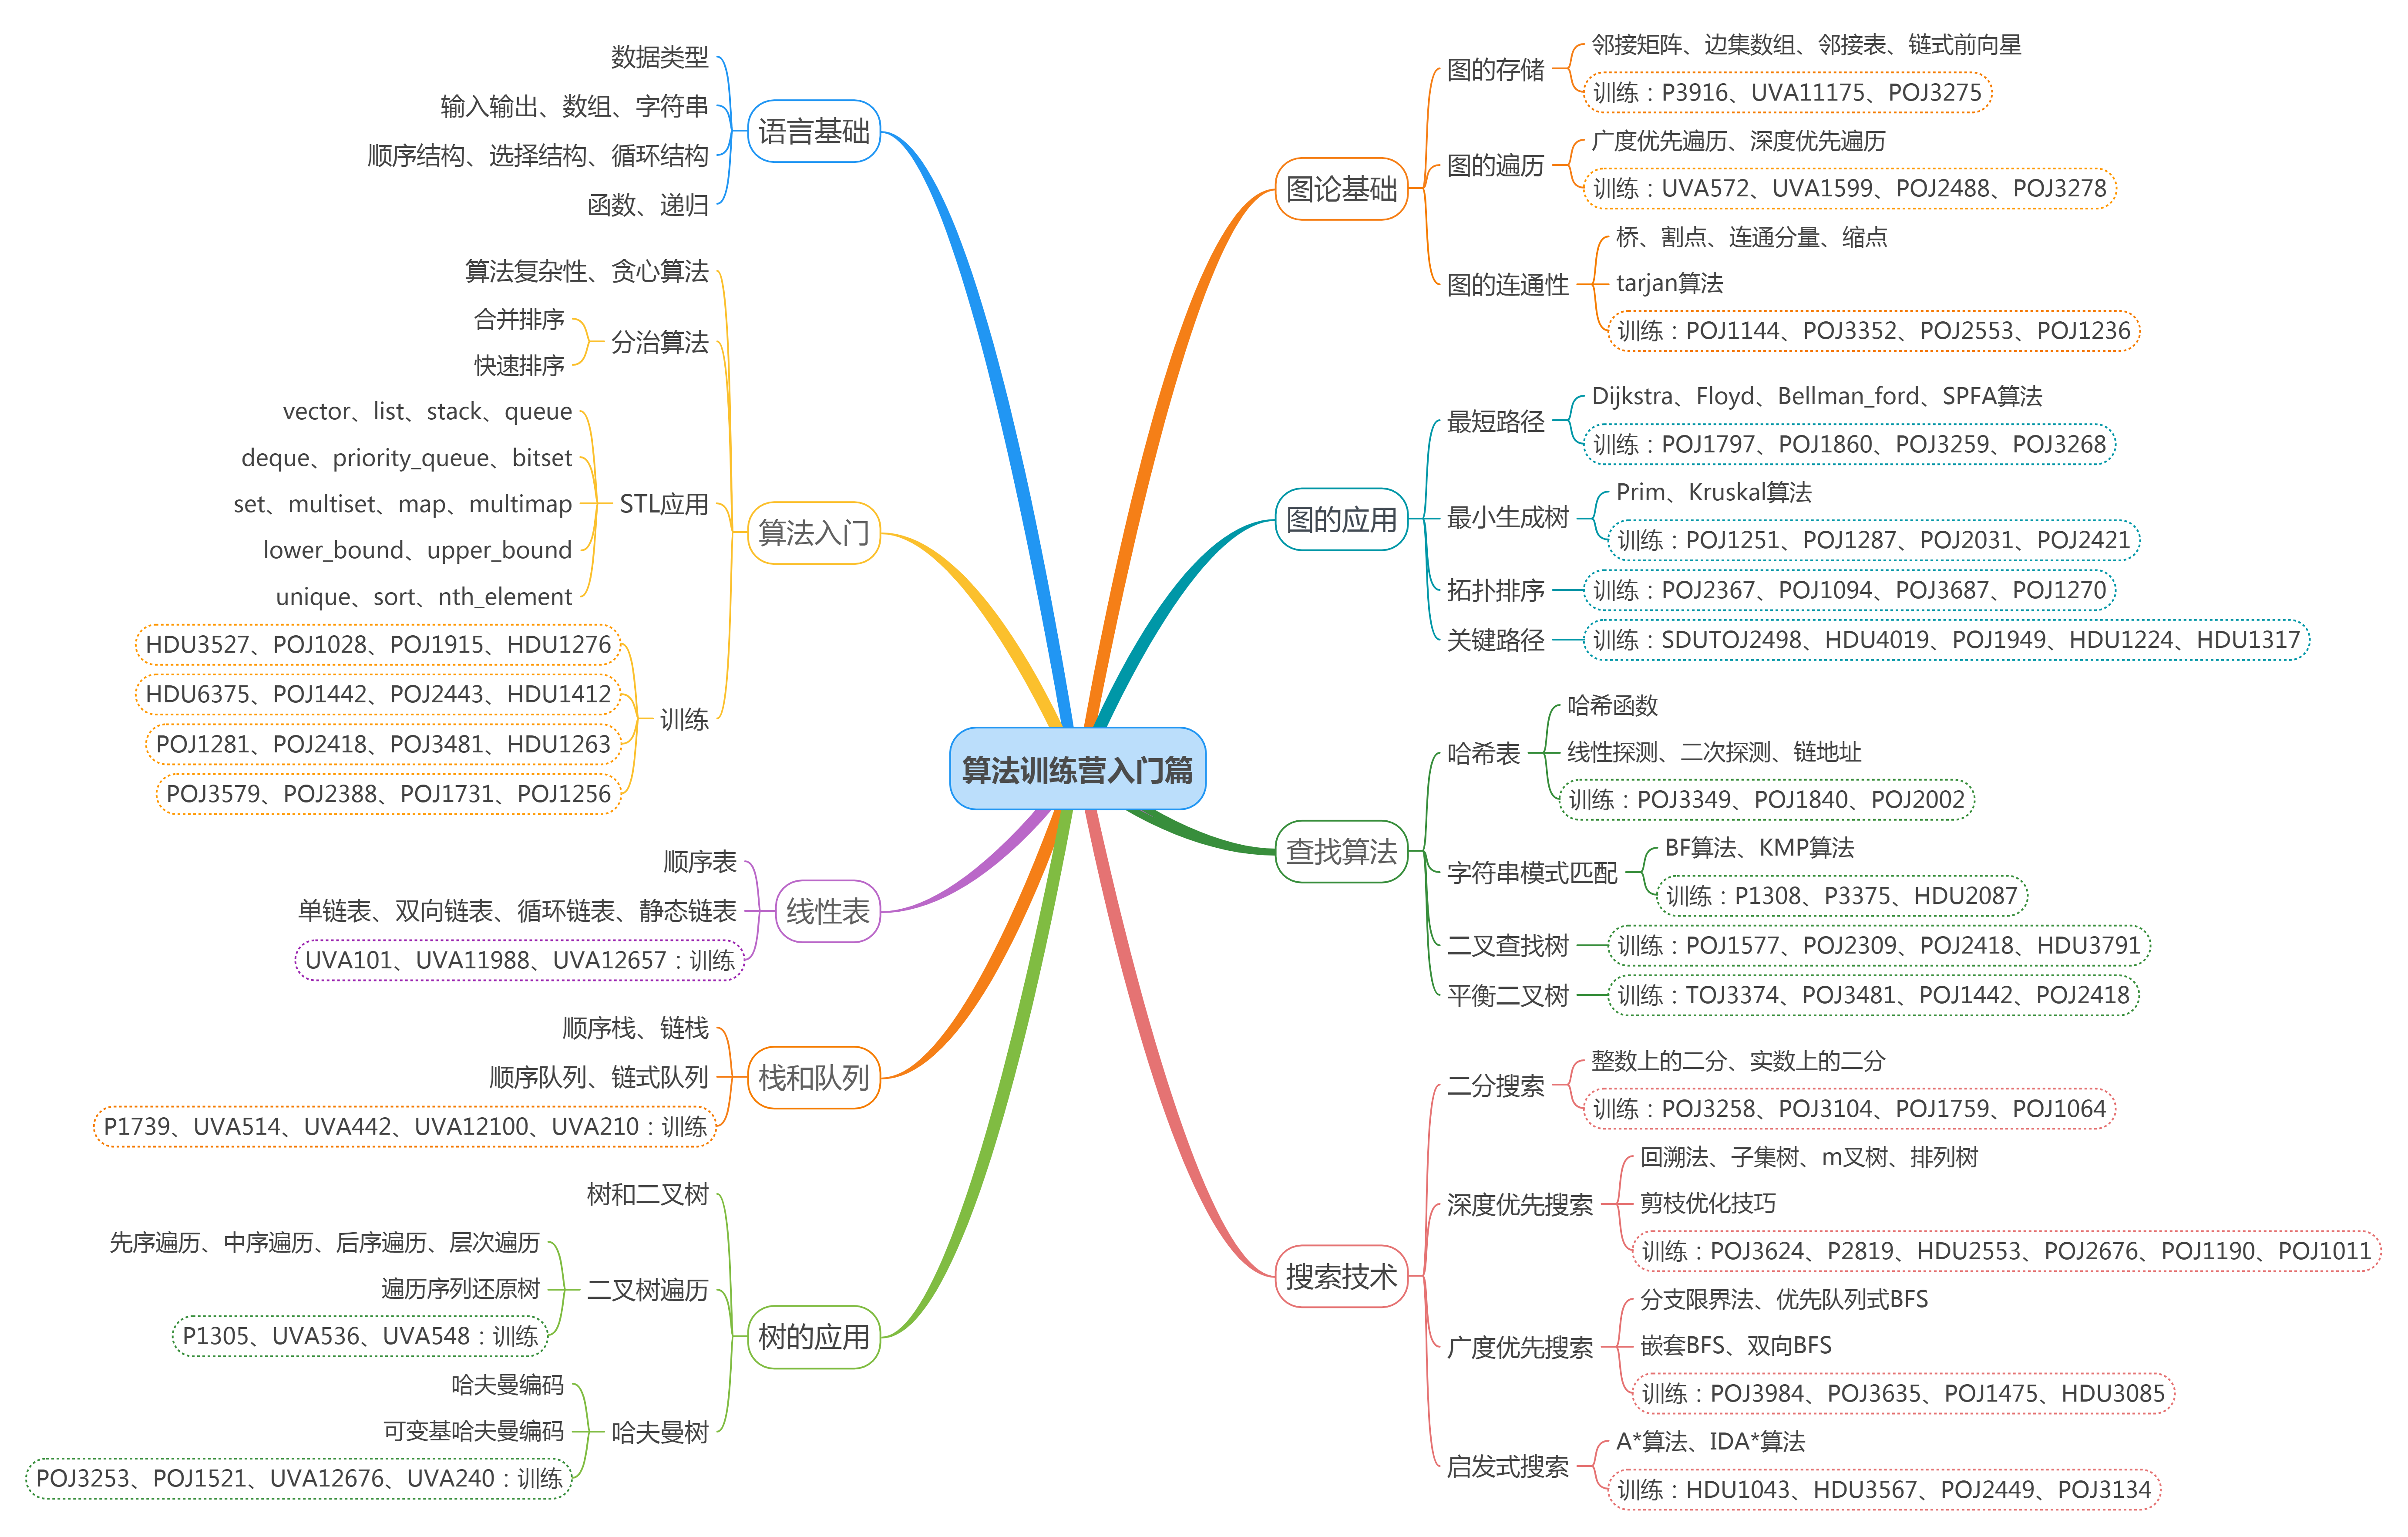 算法训练营入门篇
语言基础
数据类型
输入输出、数组、字符串
顺序结构、选择结构、循环结构
函数、递归
算法入门
算法复杂性、贪心算法
分治算法
合并排序
快速排序
STL应用
vector、list、stack、queue
deque、priority_queue、bitset
set、multiset、map、multimap
lower_bound、upper_bound
unique、sort、nth_element
训练
HDU3527、POJ1028、POJ1915、HDU1276
HDU6375、POJ1442、POJ2443、HDU1412
POJ1281、POJ2418、POJ3481、HDU1263
POJ3579、POJ2388、POJ1731、POJ1256
线性表
顺序表
单链表、双向链表、循环链表、静态链表
UVA101、UVA11988、UVA12657：训练
栈和队列
顺序栈、链栈
顺序队列、链式队列
P1739、UVA514、UVA442、UVA12100、UVA210：训练
树的应用
树和二叉树
二叉树遍历
先序遍历、中序遍历、后序遍历、层次遍历
遍历序列还原树
P1305、UVA536、UVA548：训练
哈夫曼树
哈夫曼编码
可变基哈夫曼编码
POJ3253、POJ1521、UVA12676、UVA240：训练
图论基础
图的存储
邻接矩阵、边集数组、邻接表、链式前向星
训练：P3916、UVA11175、POJ3275
图的遍历
广度优先遍历、深度优先遍历
训练：UVA572、UVA1599、POJ2488、POJ3278
图的连通性
桥、割点、连通分量、缩点
tarjan算法
训练：POJ1144、POJ3352、POJ2553、POJ1236
图的应用
最短路径
Dijkstra、Floyd、Bellman_ford、SPFA算法
训练：POJ1797、POJ1860、POJ3259、POJ3268
最小生成树
Prim、Kruskal算法
训练：POJ1251、POJ1287、POJ2031、POJ2421
拓扑排序
训练：POJ2367、POJ1094、POJ3687、POJ1270
关键路径
训练：SDUTOJ2498、HDU4019、POJ1949、HDU1224、HDU1317
查找算法
哈希表
哈希函数
线性探测、二次探测、链地址
训练：POJ3349、POJ1840、POJ2002
字符串模式匹配
BF算法、KMP算法
训练：P1308、P3375、HDU2087
二叉查找树
训练：POJ1577、POJ2309、POJ2418、HDU3791
平衡二叉树
训练：TOJ3374、POJ3481、POJ1442、POJ2418
搜索技术
二分搜索
整数上的二分、实数上的二分
训练：POJ3258、POJ3104、POJ1759、POJ1064
深度优先搜索
回溯法、子集树、m叉树、排列树
剪枝优化技巧
训练：POJ3624、P2819、HDU2553、POJ2676、POJ1190、POJ1011
广度优先搜索
分支限界法、优先队列式BFS
嵌套BFS、双向BFS
训练：POJ3984、POJ3635、POJ1475、HDU3085
启发式搜索
A*算法、IDA*算法
训练：HDU1043、HDU3567、POJ2449、POJ3134